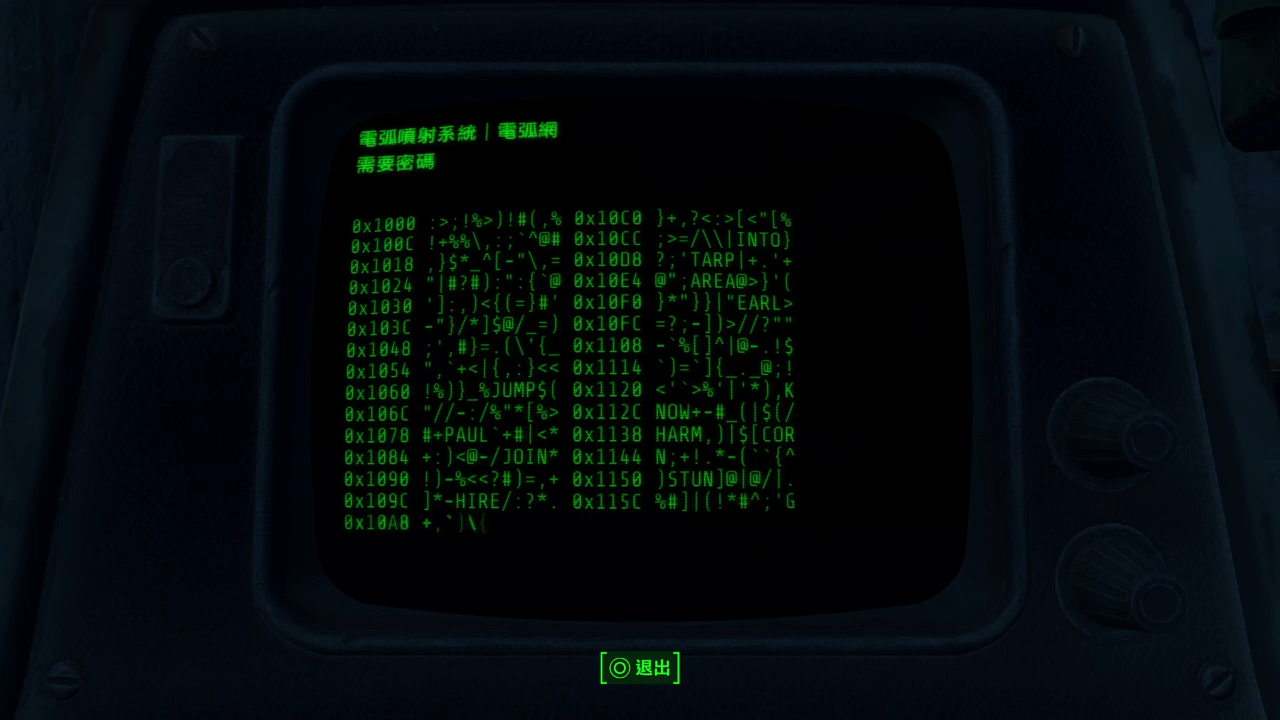 電弧噴射系統｜電弧網
需要密碼
0x1000 :>;!%>)!#(,% 0x10C0 }+,?<:>[<"[%
0x100C !+%%\,:;`^@# 0x10CC ;>=/\\|INTO}
0x1018 ,}$*_^[-"\,= 0x10D8 ?;'TARP|+.'+
0x1024 "|#?#):":{`@ 0x10E4 @";AREA@>}'(
0x1030 ']:,)<{(=}#' 0x10F0 }*"}}|"EARL>
0x103C -"}/*]$@/_=) 0x10FC =?;-])>//?""
0x1048 ;',#}=.(\'{_ 0x1108 -`%[]^|@-.!$
0x1054 ",`+<|{,:}<< 0x1114 `)=`]{_._@;!
0x1060 !%)}_%JUMP$( 0x1120 <'`>%'|'*),K
0x106C "//-:/%"*[%> 0x112C NOW+-#_(|$(/
0x1078 #+PAUL`+#|<* 0x1138 HARM,)|$[COR
0x1084 +:)<@-/JOIN* 0x1144 N;+!.*-(``{^
0x1090 !)-%<<?#)=,+ 0x1150 )STUN]@|@/|.
0x109C ]*-HIRE/:?*. 0x115C %#]|(!*#^;'G
0x10A8 +,`)\{
退出